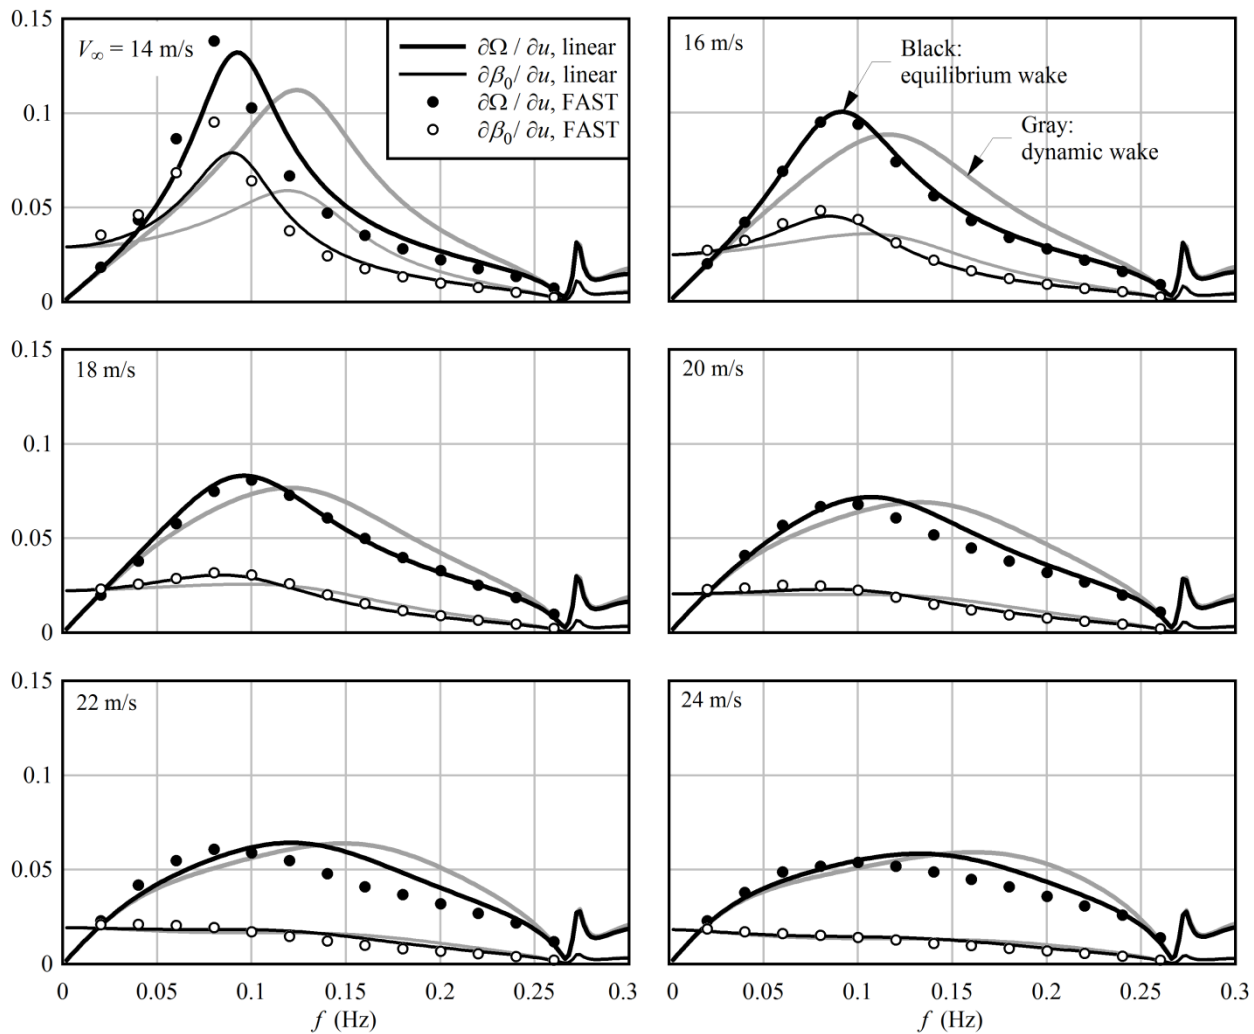 0.15
0.1
0.05
0
V∞ = 14 m/s
∂Ω / ∂u, linear
∂β₀/ ∂u, linear
∂Ω / ∂u, FAST
∂β₀/ ∂u, FAST
16 m/s
Black:
equilibrium wake
Gray:
dynamic wake
0.15
0.1
0.05
0
18 m/s
20 m/s
0.15
0.1
0.05
0
22 m/s
24 m/s
0 0.05 0.1 0.15 0.2 0.25 0.3
f (Hz)
0 0.05 0.1 0.15 0.2 0.25 0.3
f (Hz)